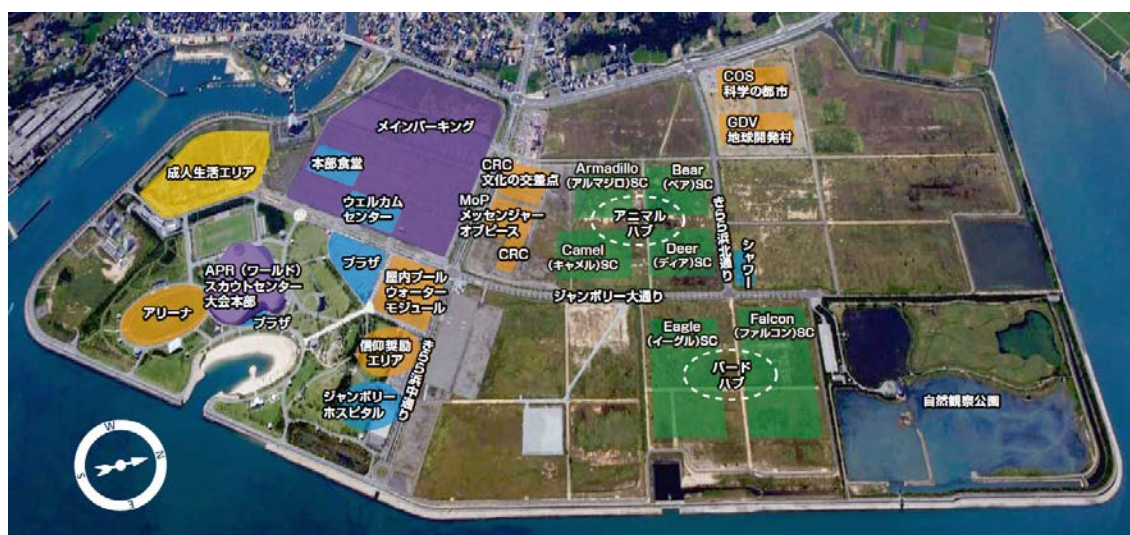 メインパーキング
本部食堂
成人生活エリア
ウェルカム
センター
プラザ
APR（ワールド）
スカウトセンター
大会本部
アリーナ
プラザ
屋内プール
ウォーター
モジュール
信仰奨励
エリア
ジャンボリー
ホスピタル
CRC
文化の交差点
MoP
メッセンジャー
オブピース
CRC
Armadillo
（アルマジロ）SC
Bear
（ベア）SC
アニマル
ハブ
Camel
（キャメル）SC
Deer
（ディア）SC
COS
科学の都市
GDV
地球開発村
きらら浜北通り
シャワー
ジャンボリー大通り
Eagle
（イーグル）SC
Falcon
（ファルコン）SC
バード
ハブ
自然観察公園
W
N
S
E